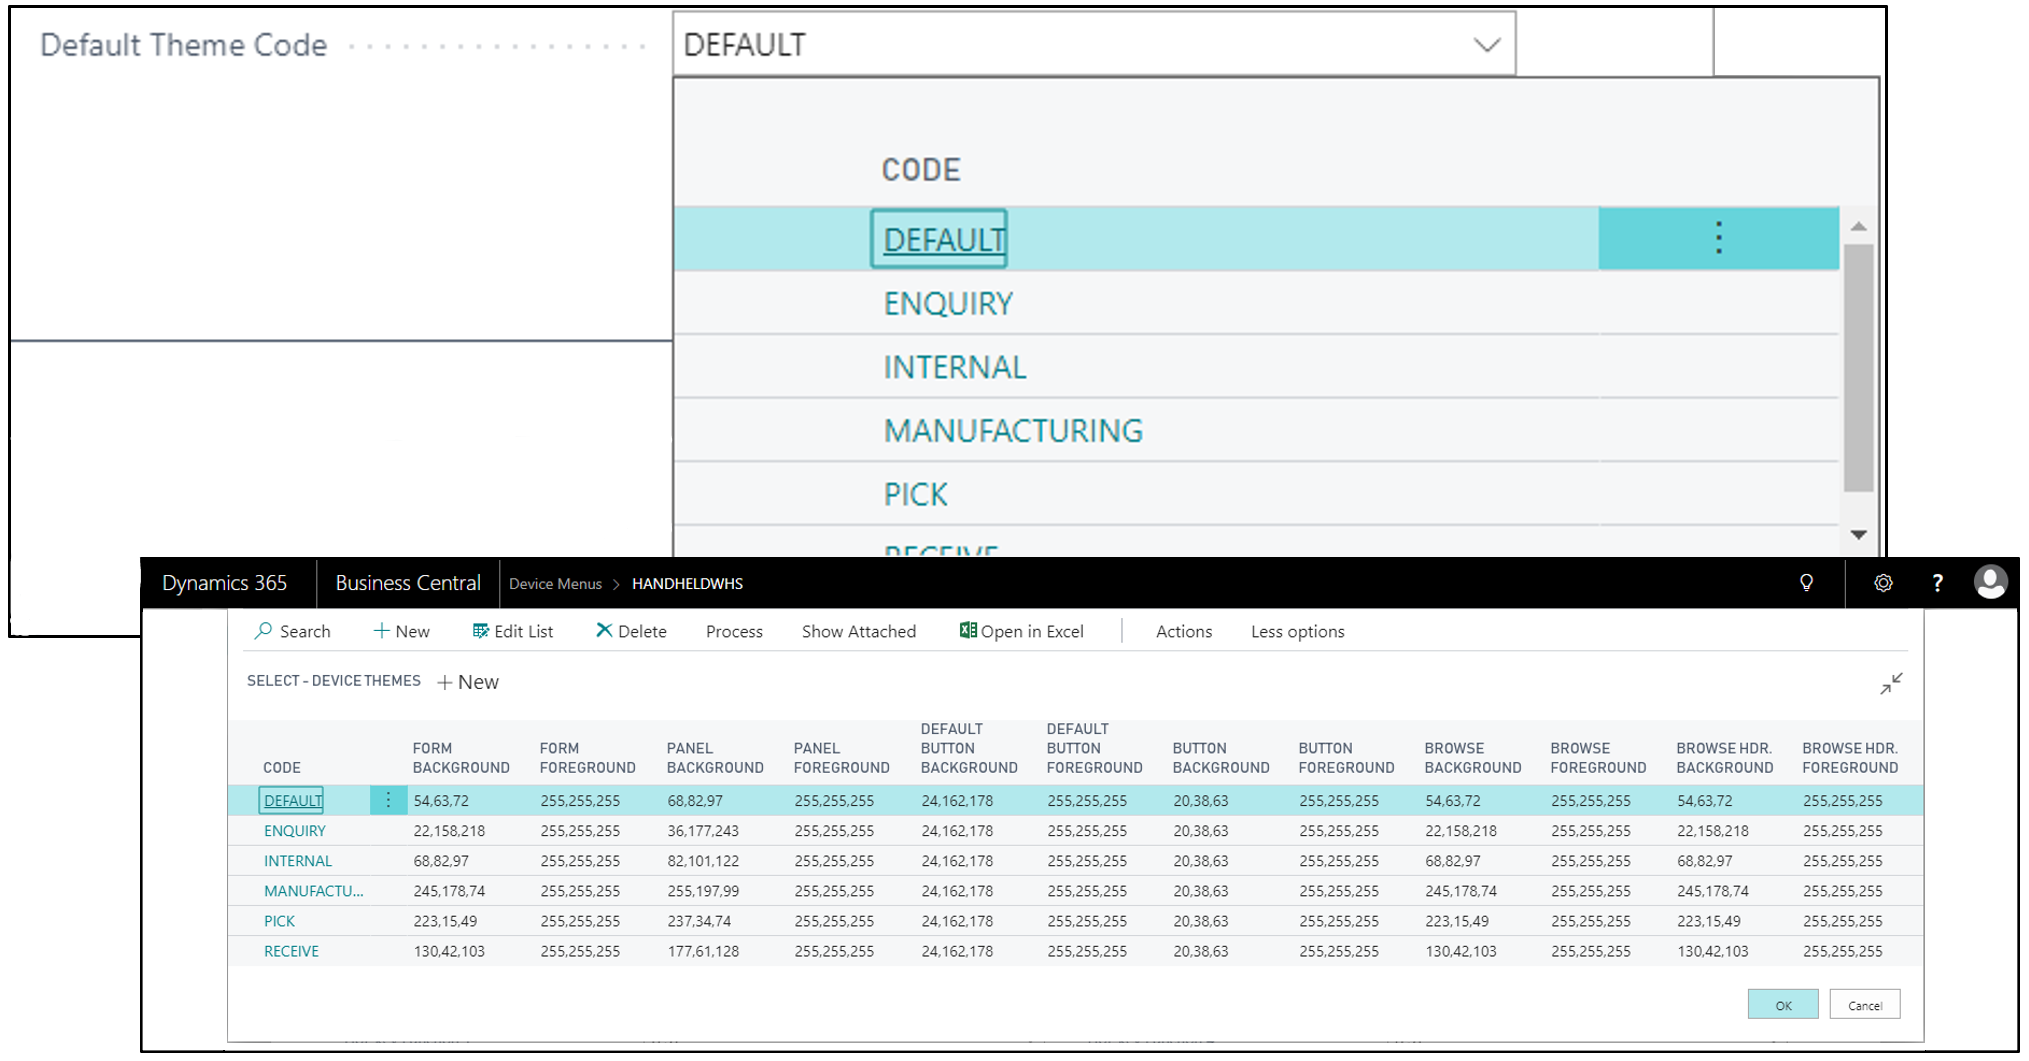 Default Theme Code
DEFAULT
CODE
DEFAULT
ENQUIRY
INTERNAL
MANUFACTURING
PICK
RECEIVE
Dynamics 365 Business Central Device Menus > HANDHELDWHS ?
Search + New Edit List Delete Process Show Attached Open in Excel Actions Less options
SELECT - DEVICE THEMES + New
CODE FORM BACKGROUND FORM FOREGROUND PANEL BACKGROUND PANEL FOREGROUND DEFAULT BUTTON BACKGROUND DEFAULT BUTTON FOREGROUND BUTTON BACKGROUND BUTTON FOREGROUND BROWSE BACKGROUND BROWSE FOREGROUND BROWSE HDR. BACKGROUND BROWSE HDR. FOREGROUND
DEFAULT 54,63,72 255,255,255 68,82,97 255,255,255 24,162,178 255,255,255 20,38,63 255,255,255 54,63,72 255,255,255 54,63,72 255,255,255
ENQUIRY 22,158,218 255,255,255 36,177,243 255,255,255 24,162,178 255,255,255 20,38,63 255,255,255 22,158,218 255,255,255 22,158,218 255,255,255
INTERNAL 68,82,97 255,255,255 82,101,122 255,255,255 24,162,178 255,255,255 20,38,63 255,255,255 68,82,97 255,255,255 68,82,97 255,255,255
MANUFACTU... 245,178,74 255,255,255 255,197,99 255,255,255 24,162,178 255,255,255 20,38,63 255,255,255 245,178,74 255,255,255 245,178,74 255,255,255
PICK 223,15,49 255,255,255 237,34,74 255,255,255 24,162,178 255,255,255 20,38,63 255,255,255 223,15,49 255,255,255 223,15,49 255,255,255
RECEIVE 130,42,103 255,255,255 177,61,128 255,255,255 24,162,178 255,255,255 20,38,63 255,255,255 130,42,103 255,255,255 130,42,103 255,255,255
OK Cancel